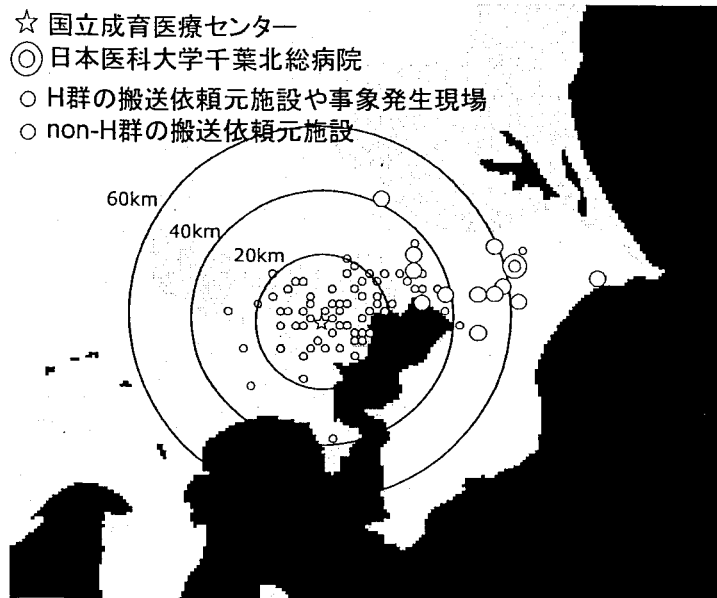 ☆ 国立成育医療センター
◎ 日本医科大学千葉北総病院
○ H群の搬送依頼元施設や事象発生現場
○ non-H群の搬送依頼元施設
60km
40km
20km